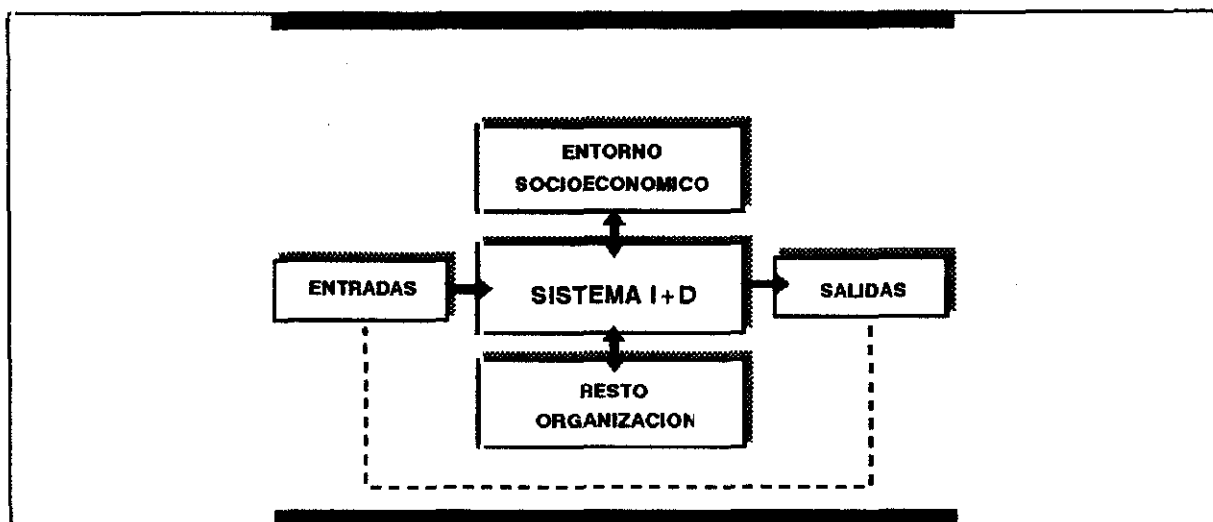 ENTORNO
SOCIOECONOMICO
ENTRADAS
SISTEMA I + D
SALIDAS
RESTO
ORGANIZACION